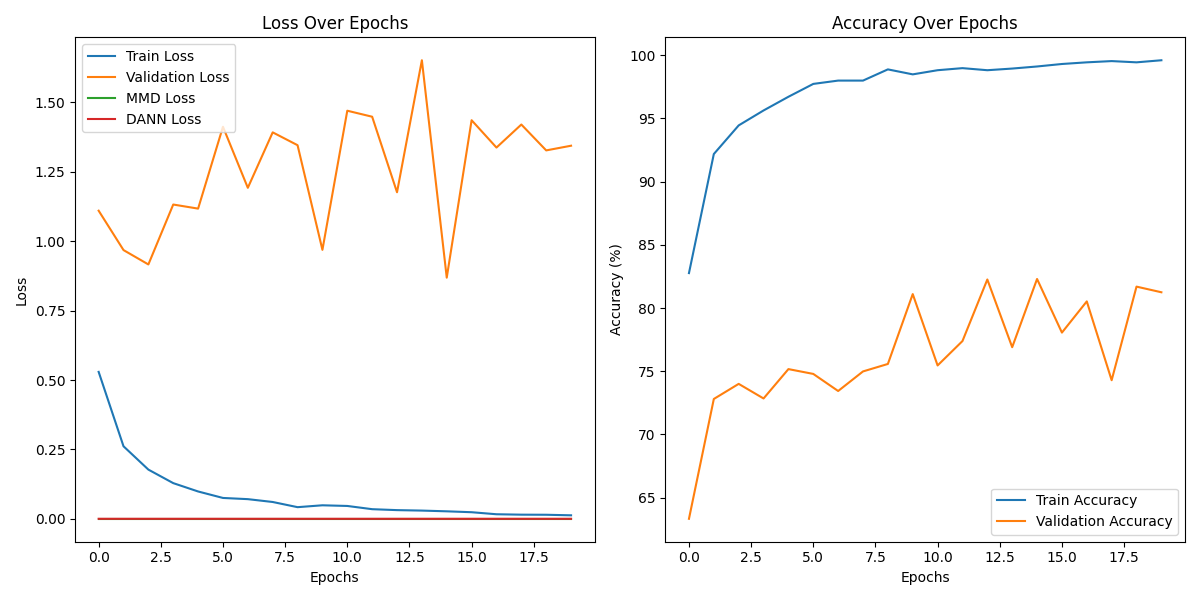 Loss Over Epochs
Train Loss
Validation Loss
MMD Loss
DANN Loss
1.50
1.25
1.00
0.75
0.50
0.25
0.00
Loss
0.0 2.5 5.0 7.5 10.0 12.5 15.0 17.5
Epochs
Accuracy Over Epochs
100
95
90
85
80
75
70
65
Accuracy (%)
Train Accuracy
Validation Accuracy
0.0 2.5 5.0 7.5 10.0 12.5 15.0 17.5
Epochs